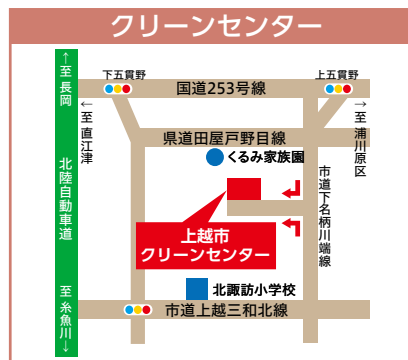 クリーンセンター
↑至 長岡
北陸自動車道
至 糸魚川↓
下五貫野
上五貫野
国道253号線
← 至 直江津
→ 至 浦川原区
県道田屋戸野目線
くるみ家族園
市道下名柄川端線
上越市
クリーンセンター
北諏訪小学校
市道上越三和北線